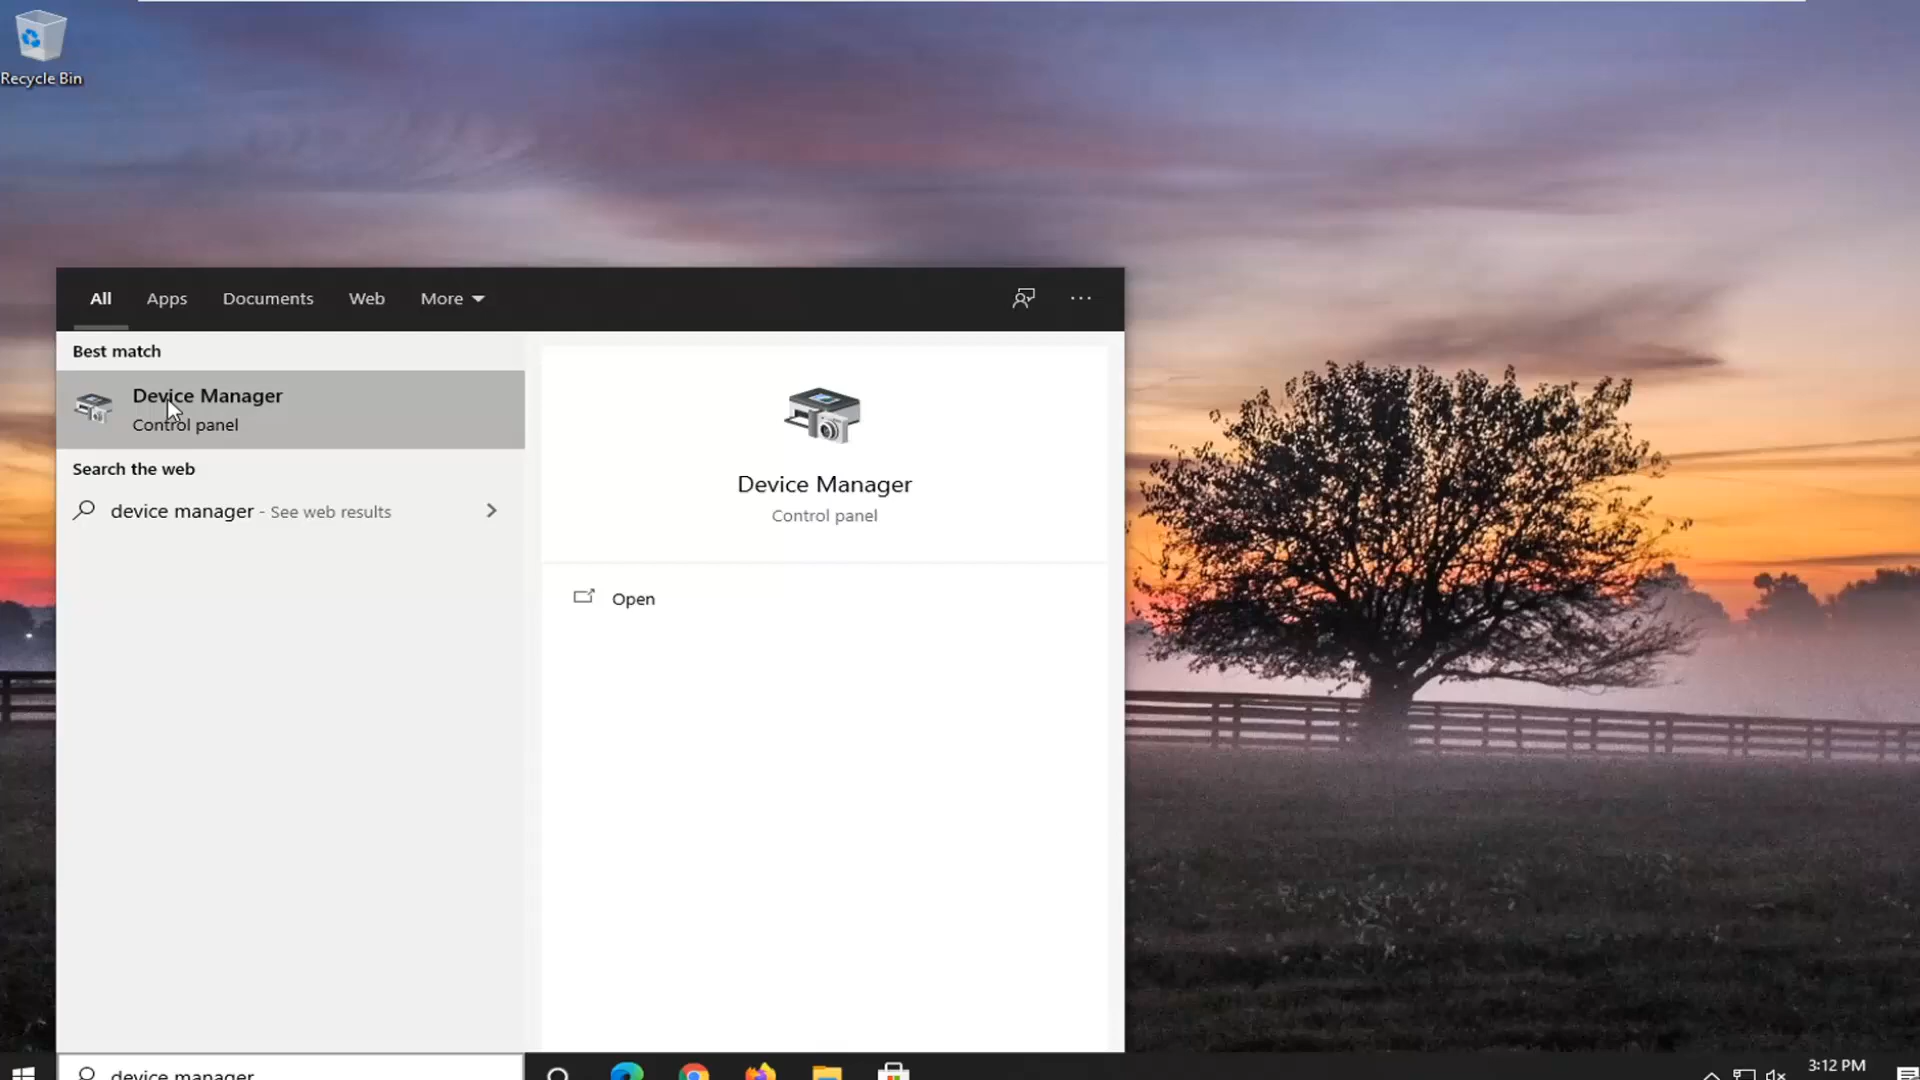 Recycle Bin
All Apps Documents Web More
Best match
Device Manager
Control panel
Search the web
device manager - See web results
Device Manager
Control panel
Open
device manager
3:12 PM